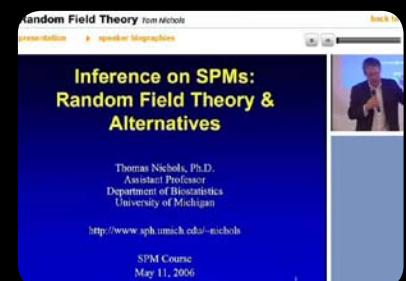 Random Field Theory Tom Nichols
back to
presentation
speaker biographies
Inference on SPMs:
Random Field Theory &
Alternatives
Thomas Nichols, Ph.D.
Assistant Professor
Department of Biostatistics
University of Michigan
http://www.sph.umich.edu/~nichols
SPM Course
May 11, 2006